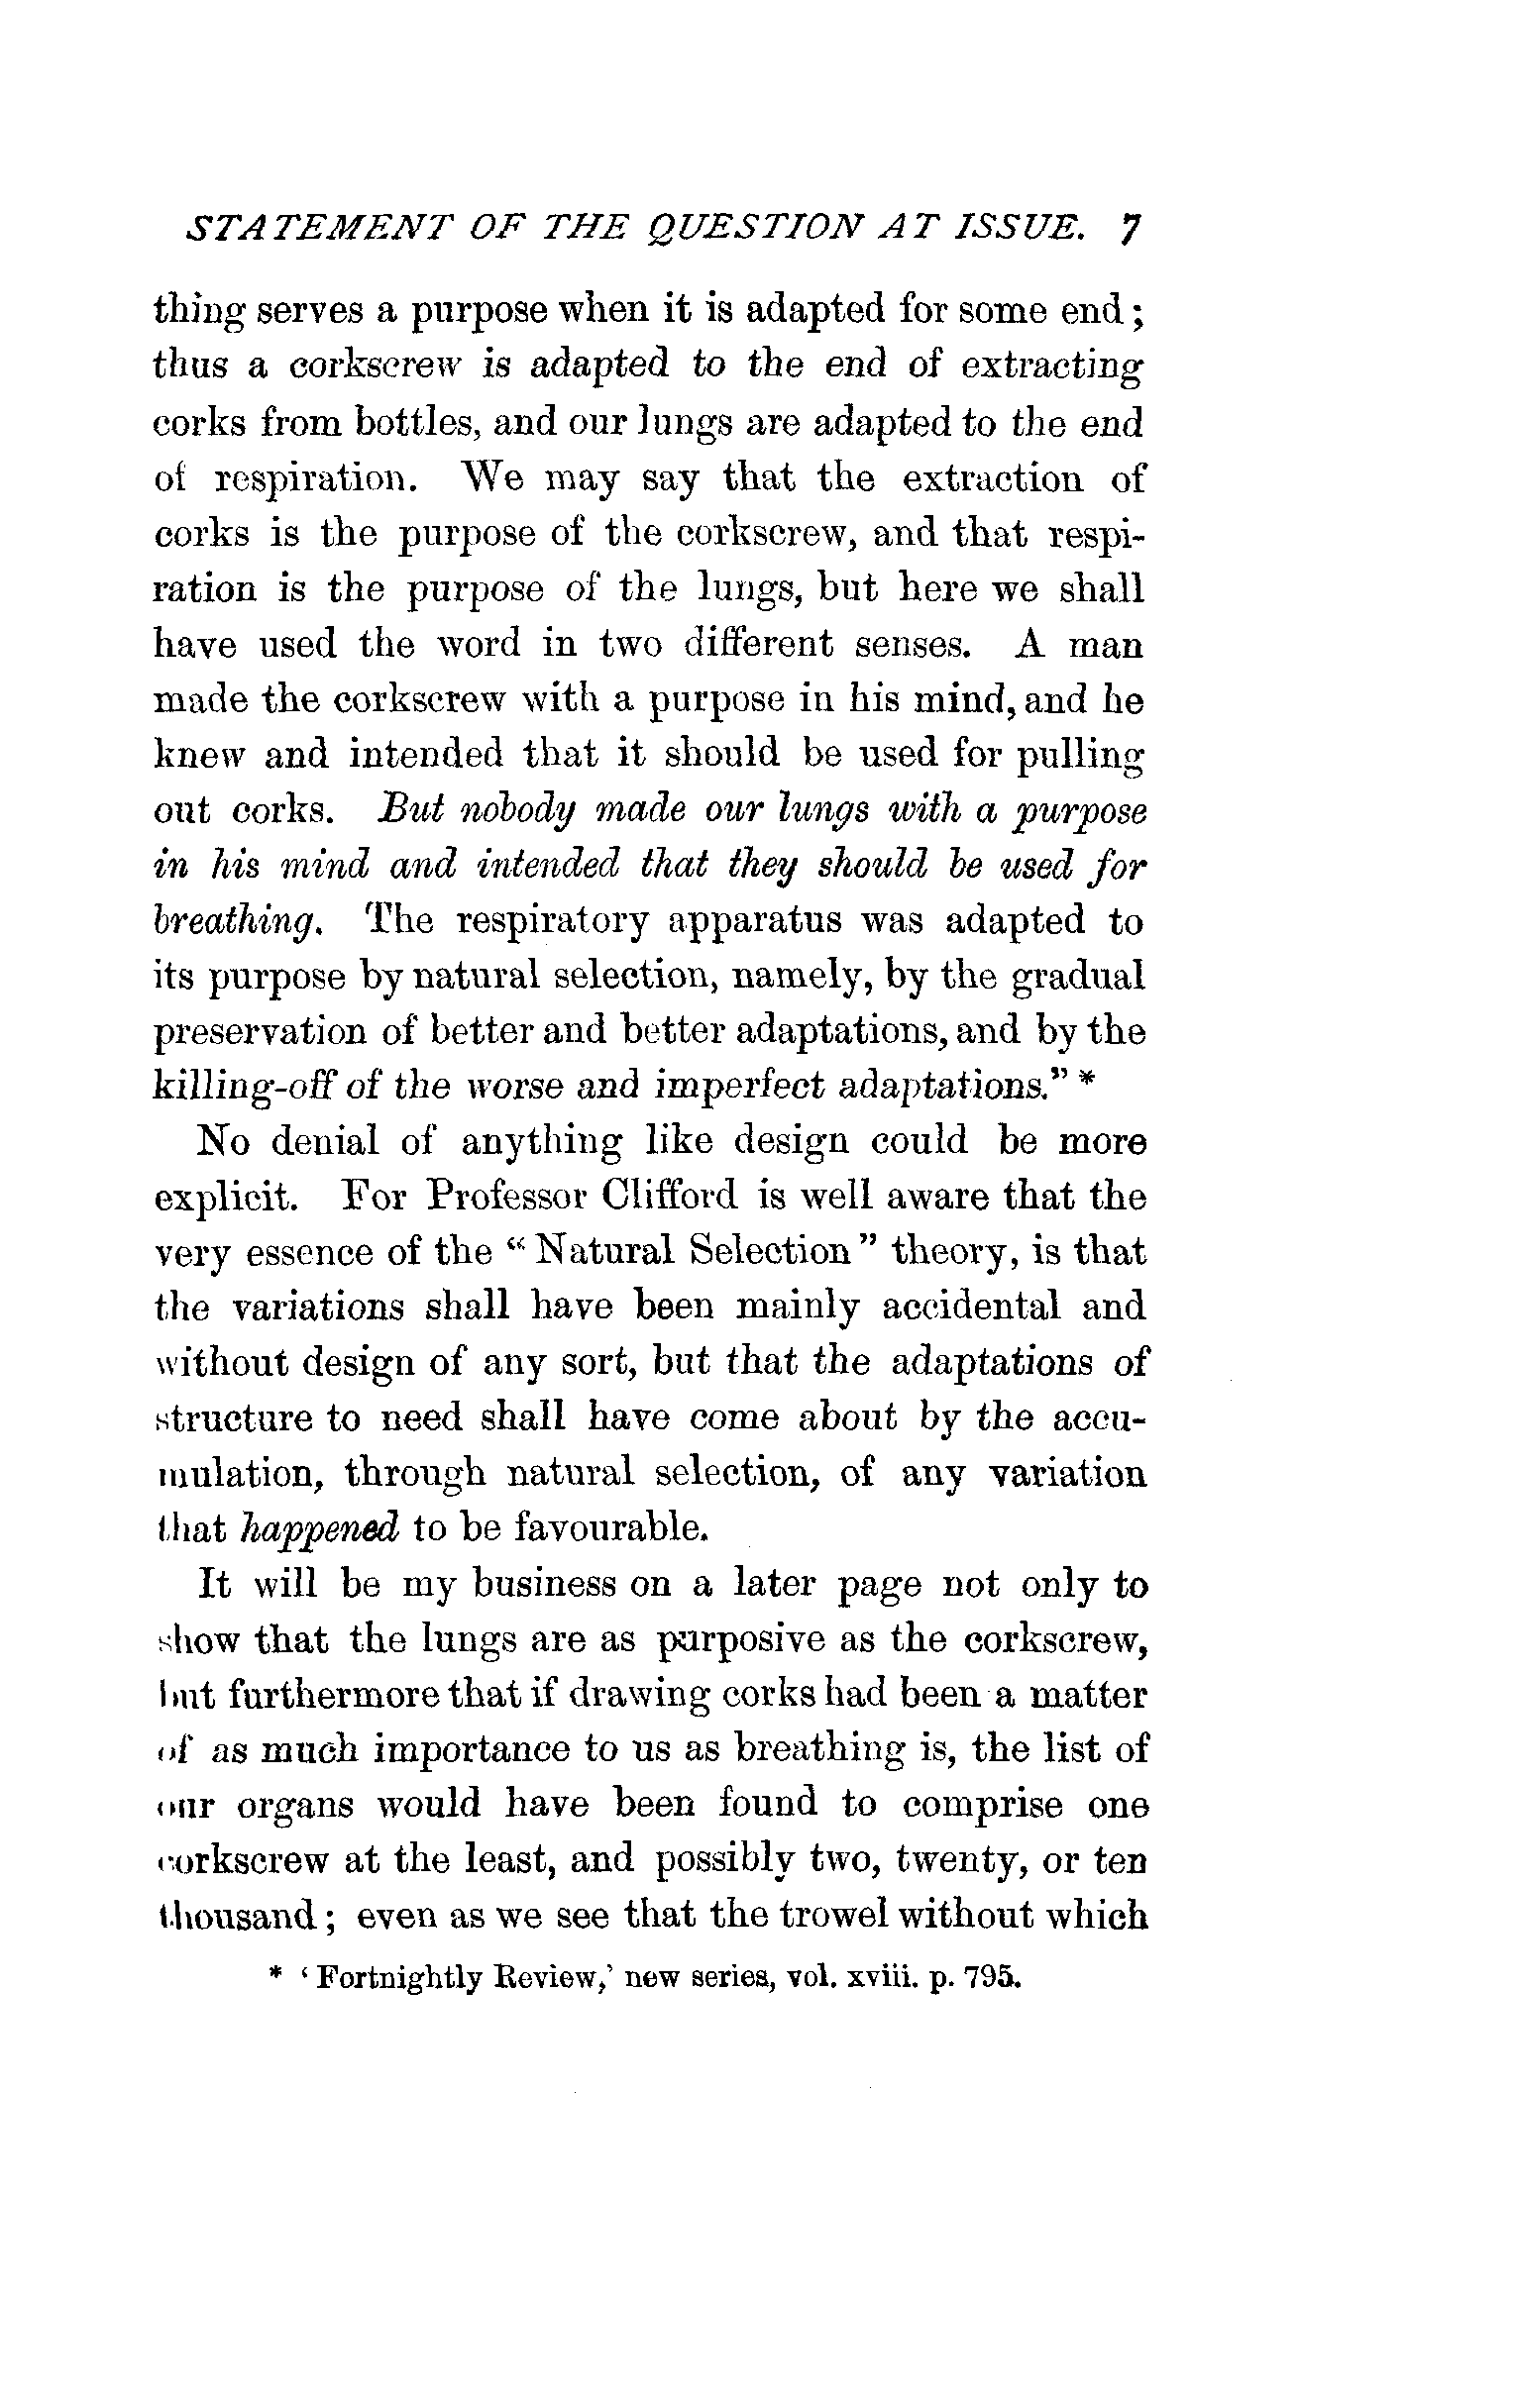 STATEMENT OF THE QUESTION AT ISSUE. 7
thing serves a purpose when it is adapted for some end;
thus a corkscrew is adapted to the end of extracting
corks from bottles, and our lungs are adapted to the end
of respiration. We may say that the extraction of
corks is the purpose of the corkscrew, and that respi-
ration is the purpose of the lungs, but here we shall
have used the word in two different senses. A man
made the corkscrew with a purpose in his mind, and he
knew and intended that it should be used for pulling
out corks. But nobody made our lungs with a purpose
in his mind and intended that they should be used for
breathing. The respiratory apparatus was adapted to
its purpose by natural selection, namely, by the gradual
preservation of better and better adaptations, and by the
killing-off of the worse and imperfect adaptations." *
No denial of anything like design could be more
explicit. For Professor Clifford is well aware that the
very essence of the "Natural Selection" theory, is that
the variations shall have been mainly accidental and
without design of any sort, but that the adaptations of
structure to need shall have come about by the accu-
mulation, through natural selection, of any variation
that happened to be favourable.
It will be my business on a later page not only to
show that the lungs are as purposive as the corkscrew,
but furthermore that if drawing corks had been a matter
of as much importance to us as breathing is, the list of
our organs would have been found to comprise one
corkscrew at the least, and possibly two, twenty, or ten
thousand; even as we see that the trowel without which
* 'Fortnightly Review,' new series, vol. xviii. p. 795.